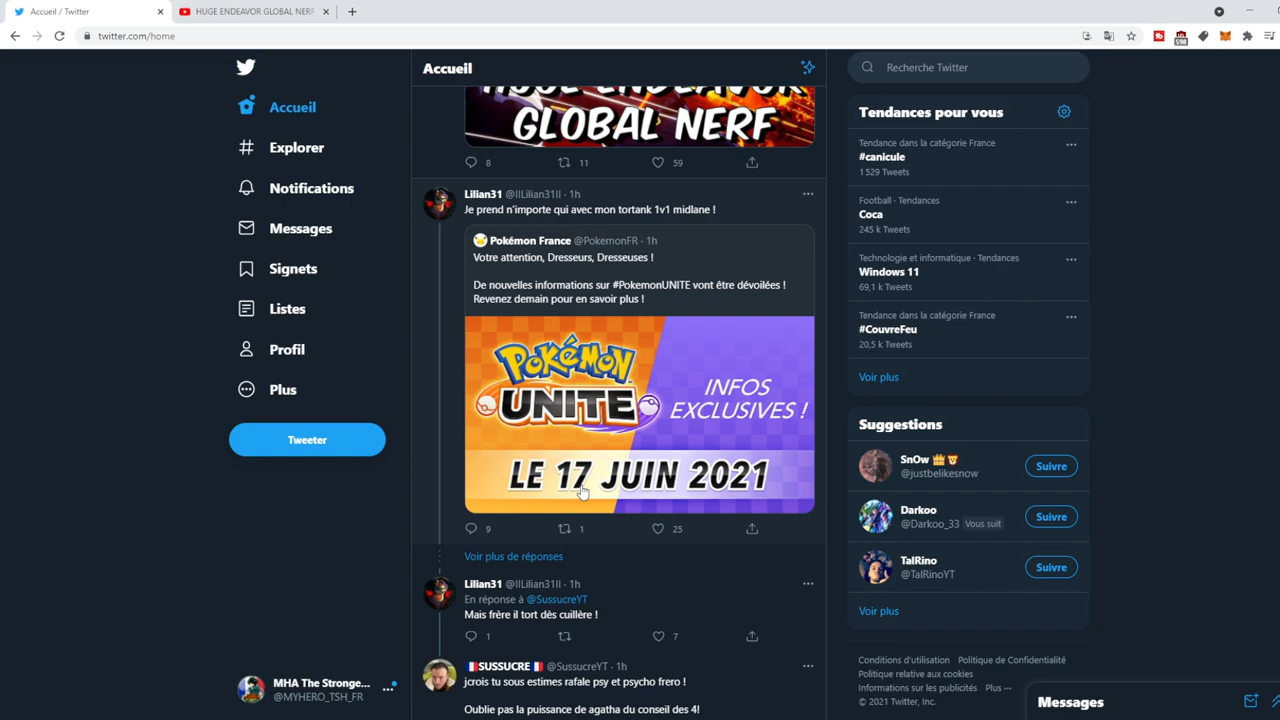 Accueil / Twitter
HUGE ENDEAVOR GLOBAL NERF
twitter.com/home
598
Accueil
Explorer
Notifications
Messages
Signets
Listes
Profil
Plus
Tweeter
MHA The Stronge...
@MYHERO_TSH_FR
Accueil
HUGE ENDEAVOR
GLOBAL NERF
8 11 59
Lilian31 @IIILilian31II · 1h
Je prend n'importe qui avec mon tortank 1v1 midlane !
Pokémon France @PokemonFR · 1h
Votre attention, Dresseurs, Dresseuses !
De nouvelles informations sur #PokemonUNITE vont être dévoilées !
Revenez demain pour en savoir plus !
POKÉMON
UNITE
INFOS
EXCLUSIVES !
LE 17 JUIN 2021
9 1 25
Voir plus de réponses
Lilian31 @IIILilian31II · 1h
En réponse à @SussucreYT
Mais frère il tort dès cuillère !
1 7
SUSSUCRE @SussucreYT · 1h
jcrois tu sous estimes rafale psy et psycho frero !
Oublie pas la puissance de agatha du conseil des 4!
Recherche Twitter
Tendances pour vous
Tendance dans la catégorie France
#canicule
1 529 Tweets
Football · Tendances
Coca
245 k Tweets
Technologie et informatique · Tendances
Windows 11
69,1 k Tweets
Tendance dans la catégorie France
#CouvreFeu
20,5 k Tweets
Voir plus
Suggestions
SnOw
@justbelikesnow
Suivre
Darkoo
@Darkoo_33 Vous suit
Suivre
TalRino
@TalRinoYT
Suivre
Voir plus
Conditions d'utilisation Politique de Confidentialité
Politique relative aux cookies
Informations sur les publicités Plus ···
© 2021 Twitter, Inc.
Messages